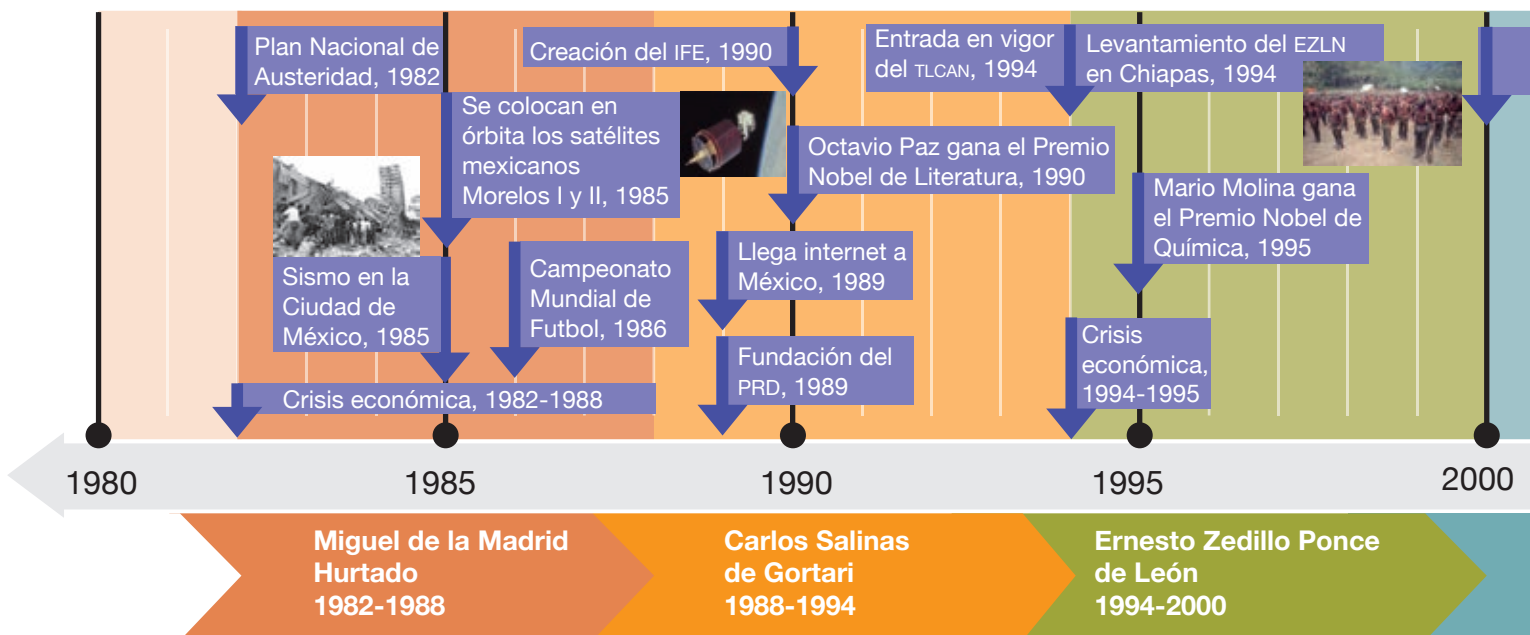 Plan Nacional de
Austeridad, 1982
Creación del IFE, 1990
Entrada en vigor
del TLCAN, 1994
Levantamiento del EZLN
en Chiapas, 1994
Se colocan en
órbita los satélites
mexicanos
Morelos I y II, 1985
Octavio Paz gana el Premio
Nobel de Literatura, 1990
Mario Molina gana
el Premio Nobel de
Química, 1995
Sismo en la
Ciudad de
México, 1985
Campeonato
Mundial de
Futbol, 1986
Llega internet a
México, 1989
Fundación del
PRD, 1989
Crisis
económica,
1994-1995
Crisis económica, 1982-1988
1980
1985
1990
1995
2000
Miguel de la Madrid
Hurtado
1982-1988
Carlos Salinas
de Gortari
1988-1994
Ernesto Zedillo Ponce
de León
1994-2000